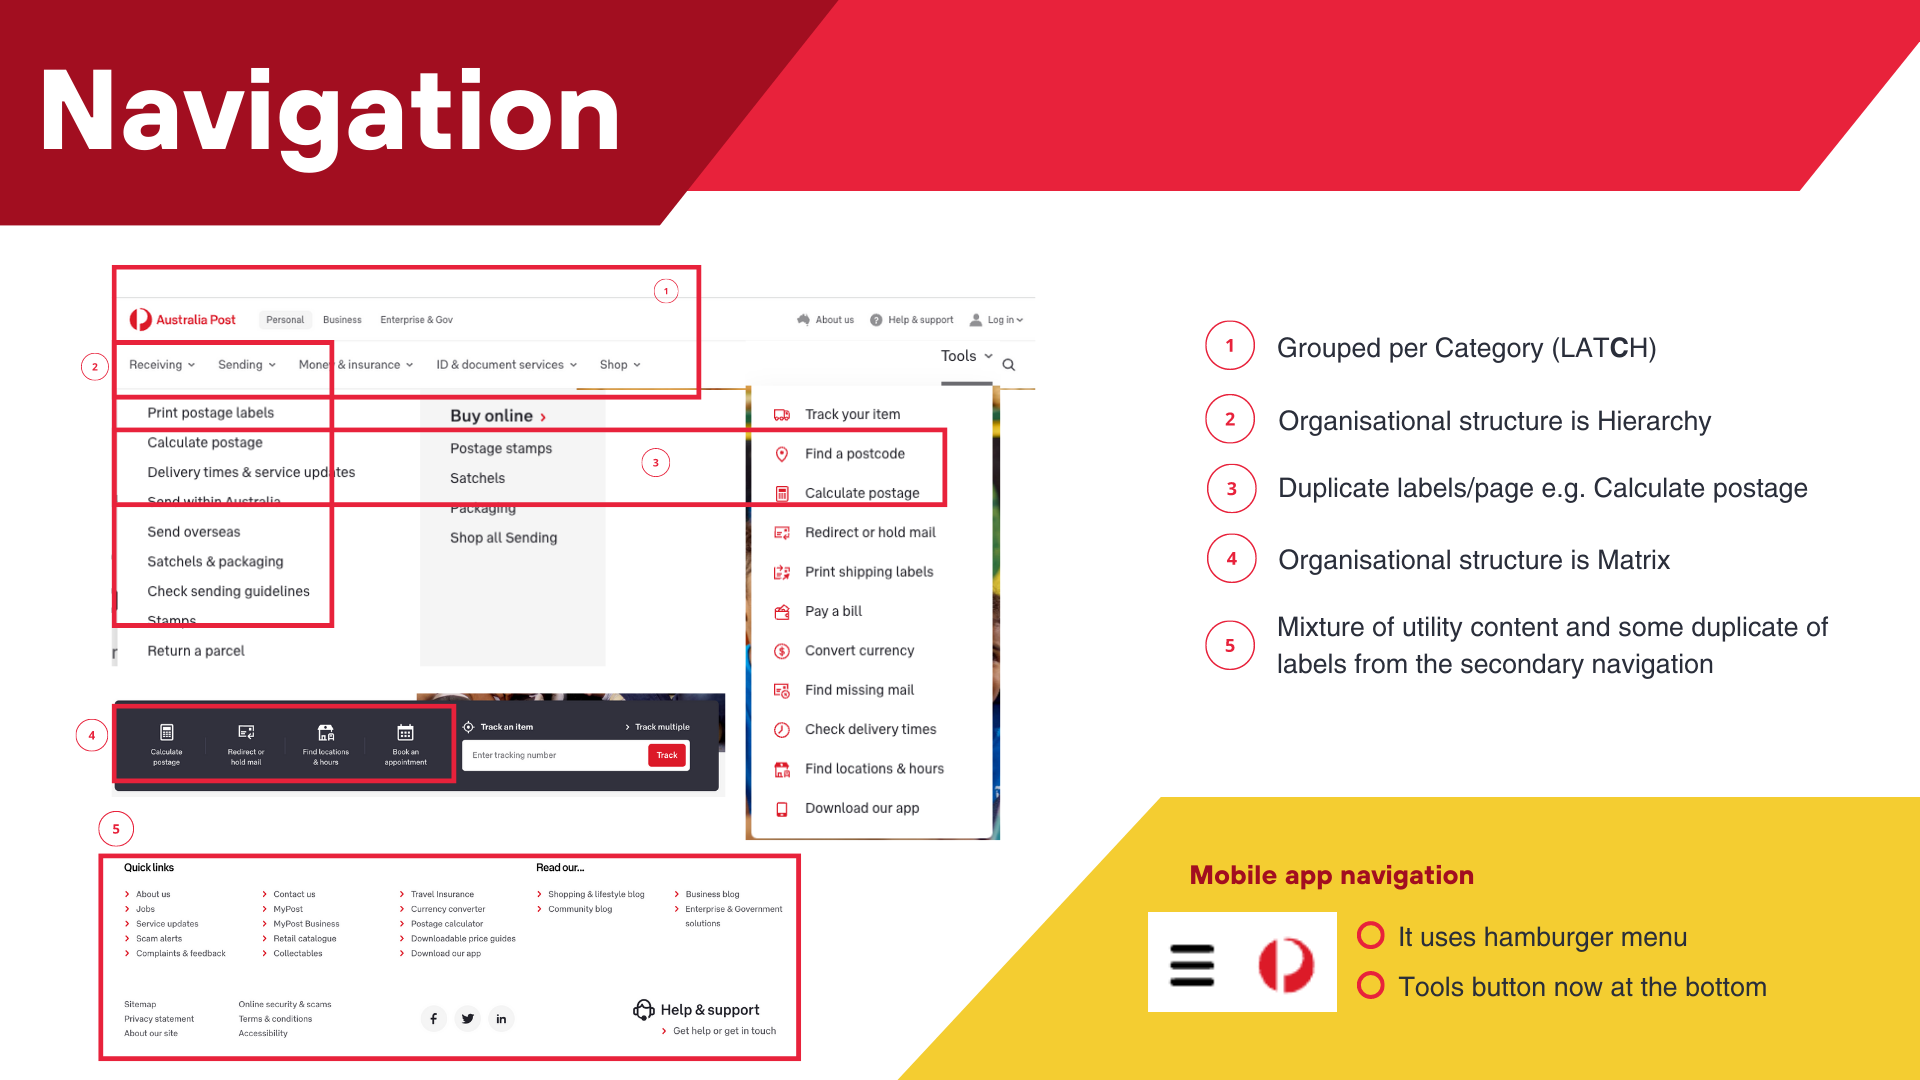 Navigation
1
Australia Post
Personal
Business
Enterprise & Gov
About us
Help & support
Log in
2
Receiving
Sending
Money & insurance
ID & document services
Shop
Tools
Print postage labels
Calculate postage
Delivery times & service updates
Send within Australia
Send overseas
Satchels & packaging
Check sending guidelines
Stamps
Return a parcel
Buy online
Postage stamps
Satchels
Packaging
Shop all Sending
3
Track your item
Find a postcode
Calculate postage
Redirect or hold mail
Print shipping labels
Pay a bill
Convert currency
Find missing mail
Check delivery times
Find locations & hours
Download our app
4
Calculate
postage
Redirect or
hold mail
Find locations
& hours
Book an
appointment
Track an item
Track multiple
Enter tracking number
Track
5
Quick links
About us
Jobs
Service updates
Scam alerts
Complaints & feedback
Contact us
MyPost
MyPost Business
Retail catalogue
Collectables
Travel Insurance
Currency converter
Postage calculator
Downloadable price guides
Download our app
Read our...
Shopping & lifestyle blog
Community blog
Business blog
Enterprise & Government
solutions
Sitemap
Privacy statement
About our site
Online security & scams
Terms & conditions
Accessibility
Help & support
Get help or get in touch
1 Grouped per Category (LATCH)
2 Organisational structure is Hierarchy
3 Duplicate labels/page e.g. Calculate postage
4 Organisational structure is Matrix
5 Mixture of utility content and some duplicate of
labels from the secondary navigation
Mobile app navigation
It uses hamburger menu
Tools button now at the bottom